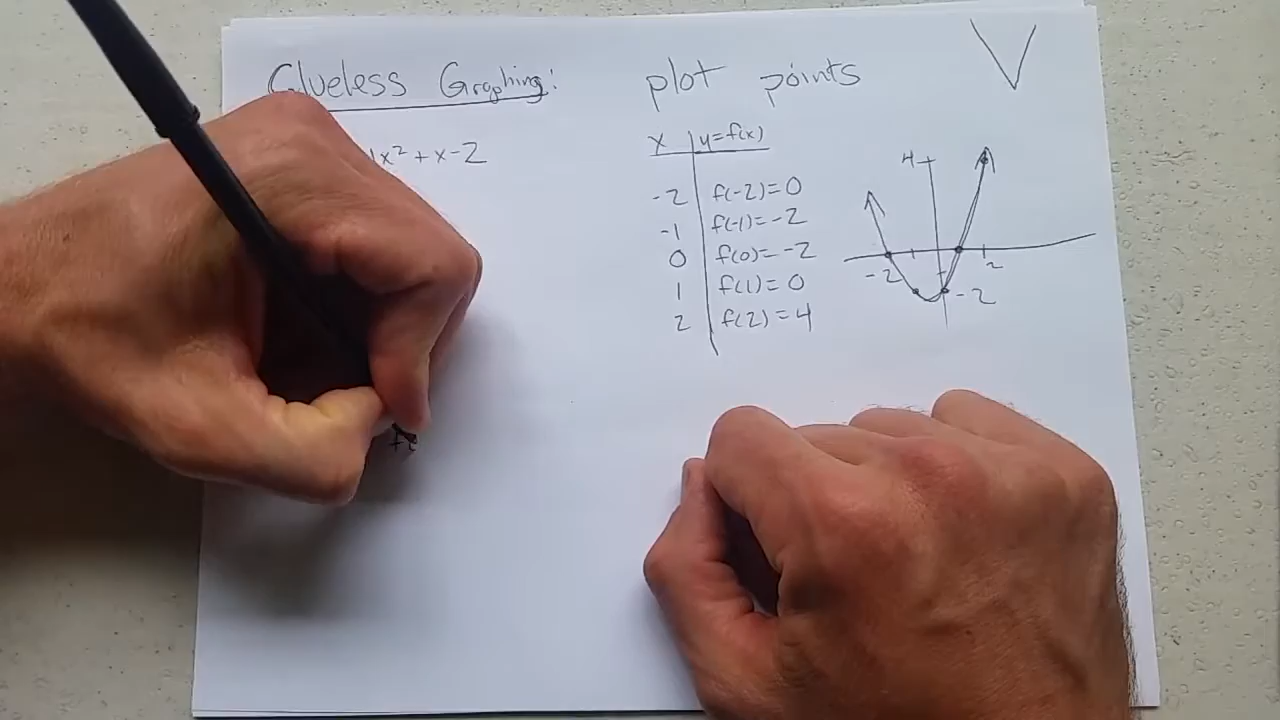 Clueless Graphing: plot points
1x² + x - 2
x y=f(x)
-2 f(-2)=0
-1 f(-1)=-2
0 f(0)=-2
1 f(1)=0
2 f(2)=4
4
-2 2
-2